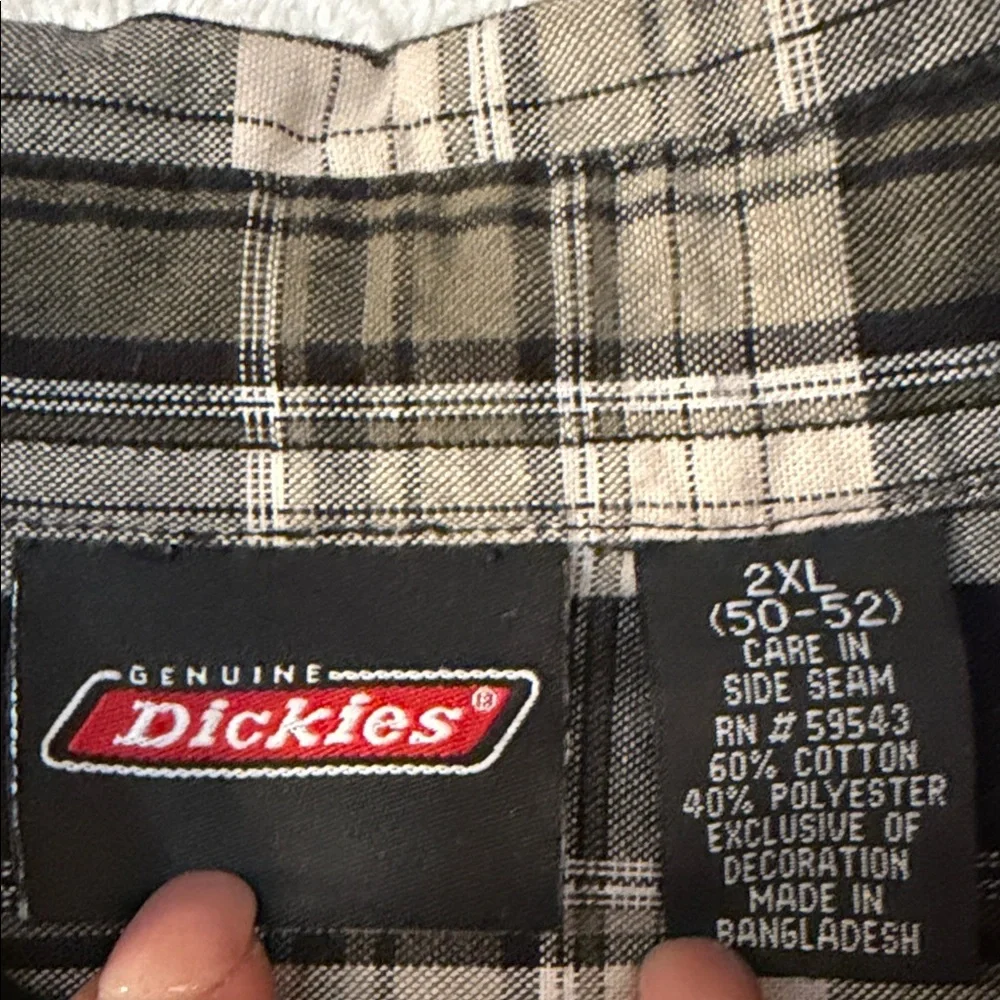 GENUINE
Dickies®
2XL
(50-52)
CARE IN
SIDE SEAM
RN # 59543
60% COTTON
40% POLYESTER
EXCLUSIVE OF
DECORATION
MADE IN
BANGLADESH